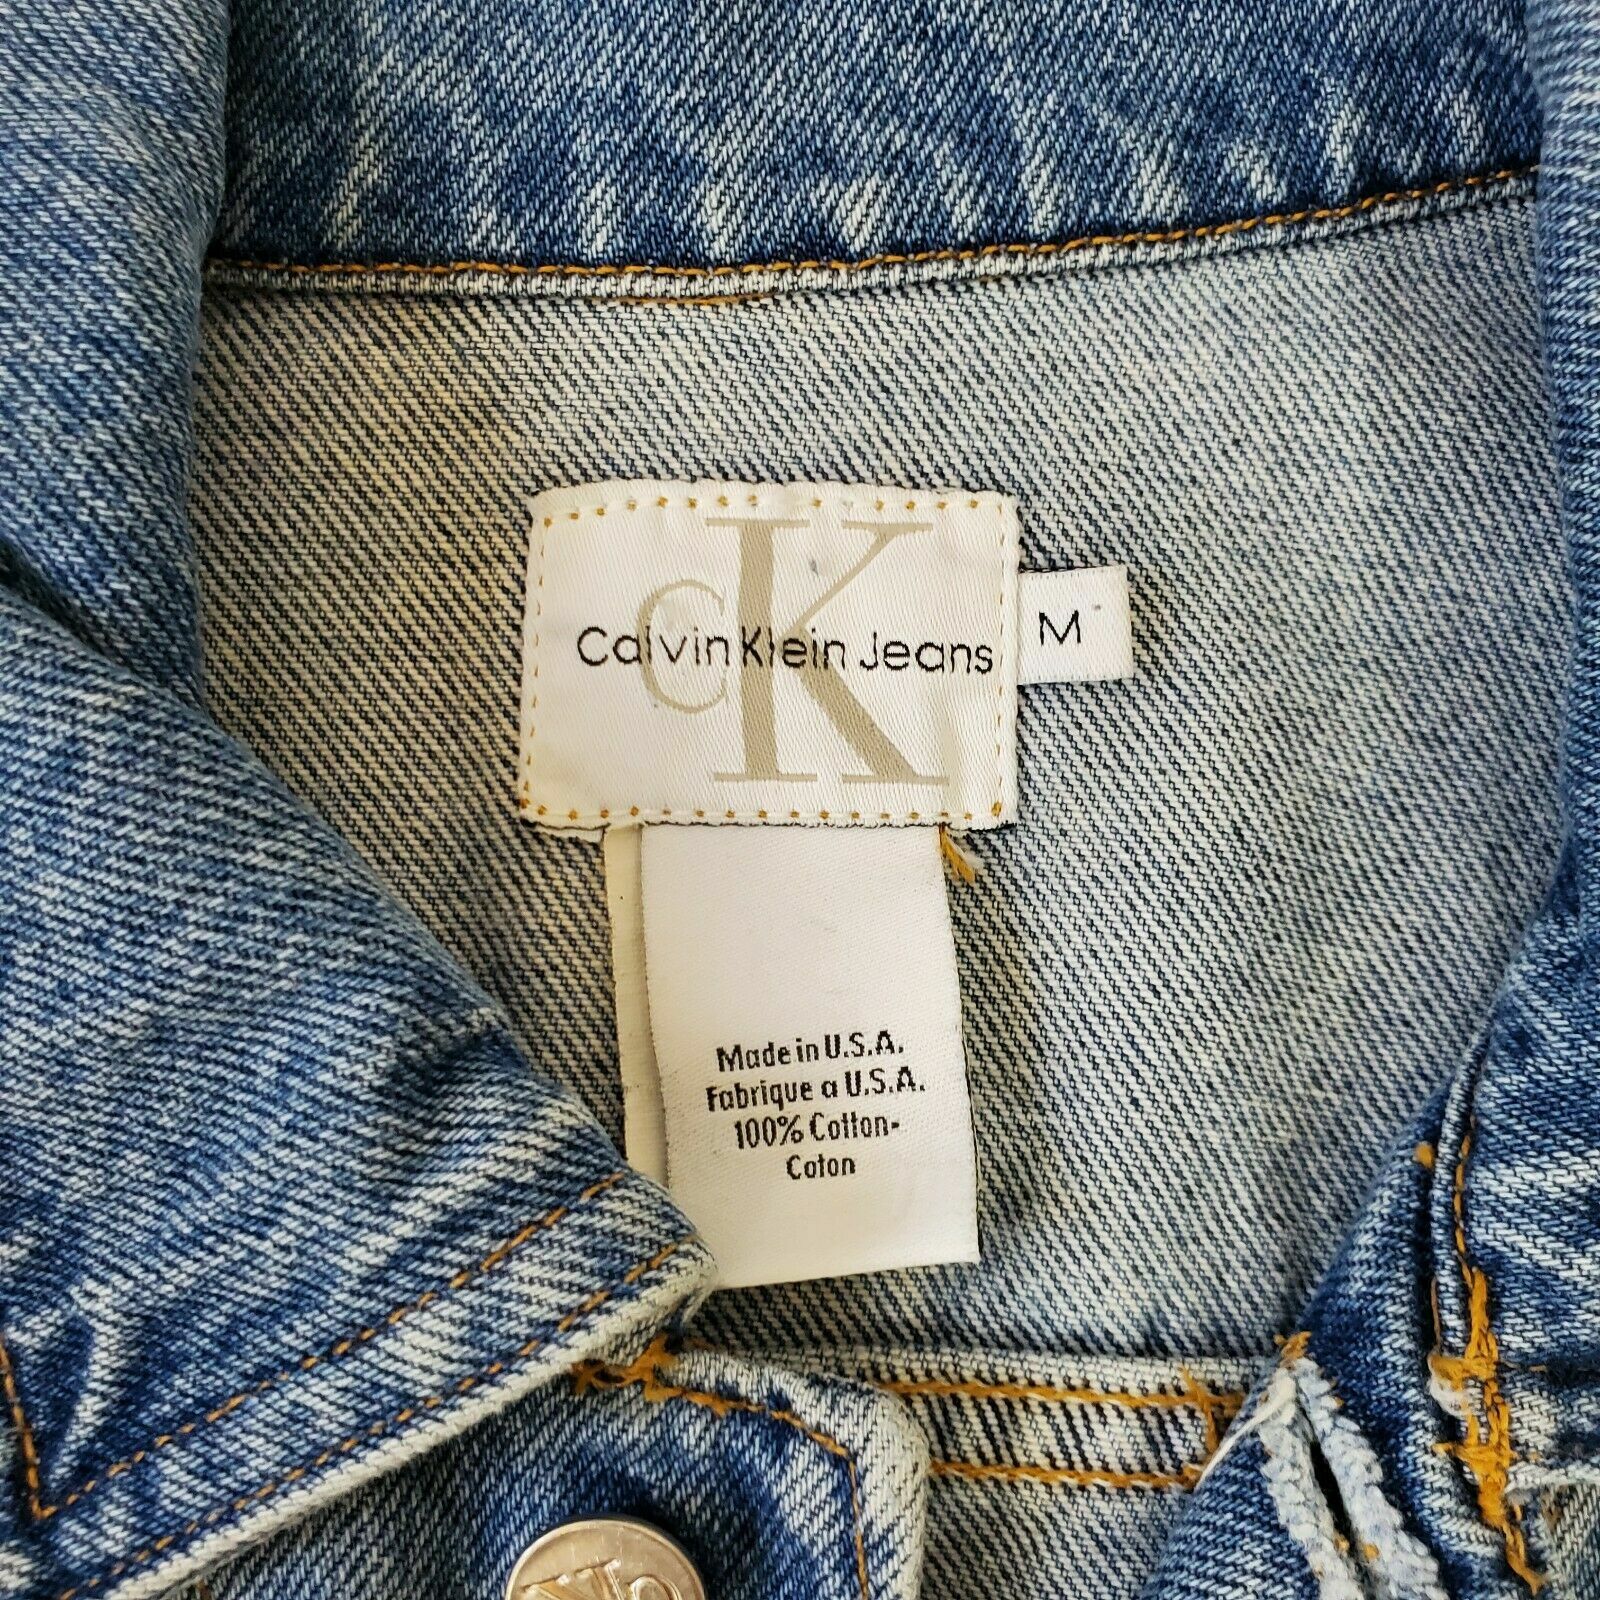 CK
Calvin Klein Jeans
M
Made in U.S.A.
Fabrique a U.S.A.
100% Cotton-
Coton